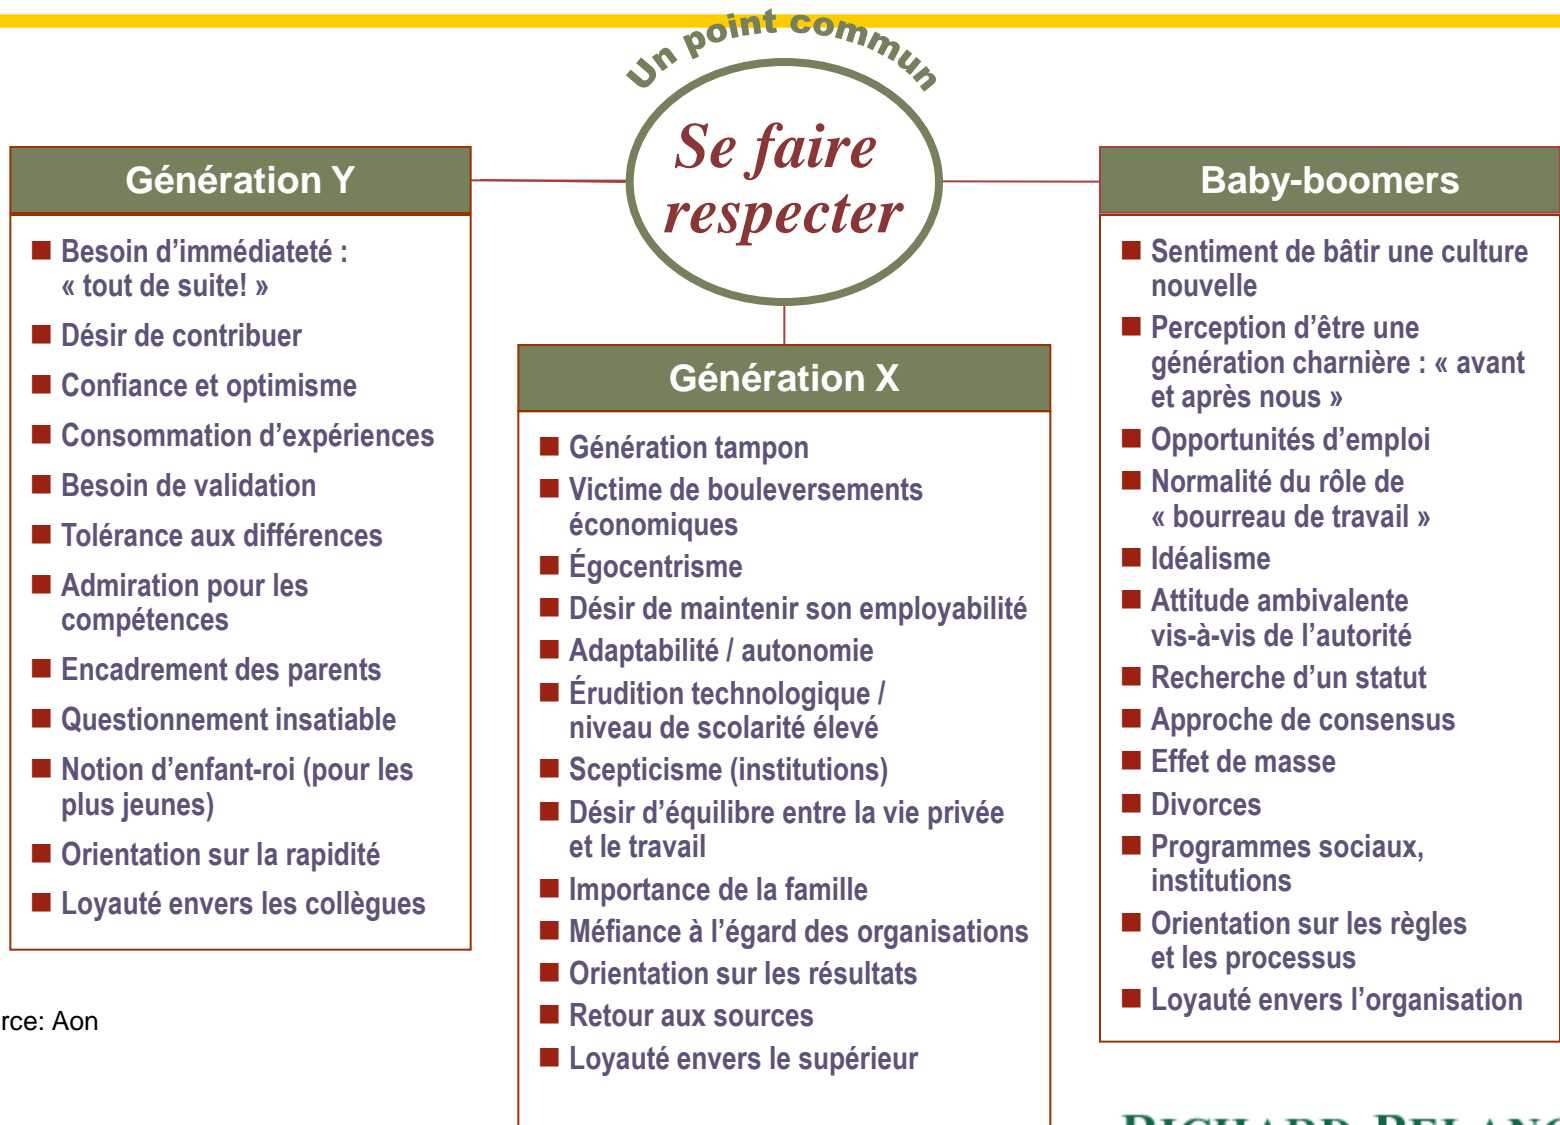 Un point commun
Se faire
respecter
Génération Y
Besoin d’immédiateté :
« tout de suite! »
Désir de contribuer
Confiance et optimisme
Consommation d’expériences
Besoin de validation
Tolérance aux différences
Admiration pour les
compétences
Encadrement des parents
Questionnement insatiable
Notion d’enfant-roi (pour les
plus jeunes)
Orientation sur la rapidité
Loyauté envers les collègues
Génération X
Génération tampon
Victime de bouleversements
économiques
Égocentrisme
Désir de maintenir son employabilité
Adaptabilité / autonomie
Érudition technologique /
niveau de scolarité élevé
Scepticisme (institutions)
Désir d’équilibre entre la vie privée
et le travail
Importance de la famille
Méfiance à l’égard des organisations
Orientation sur les résultats
Retour aux sources
Loyauté envers le supérieur
Baby-boomers
Sentiment de bâtir une culture
nouvelle
Perception d’être une
génération charnière : « avant
et après nous »
Opportunités d’emploi
Normalité du rôle de
« bourreau de travail »
Idéalisme
Attitude ambivalente
vis-à-vis de l’autorité
Recherche d’un statut
Approche de consensus
Effet de masse
Divorces
Programmes sociaux,
institutions
Orientation sur les règles
et les processus
Loyauté envers l’organisation
rce: Aon
RICHARD